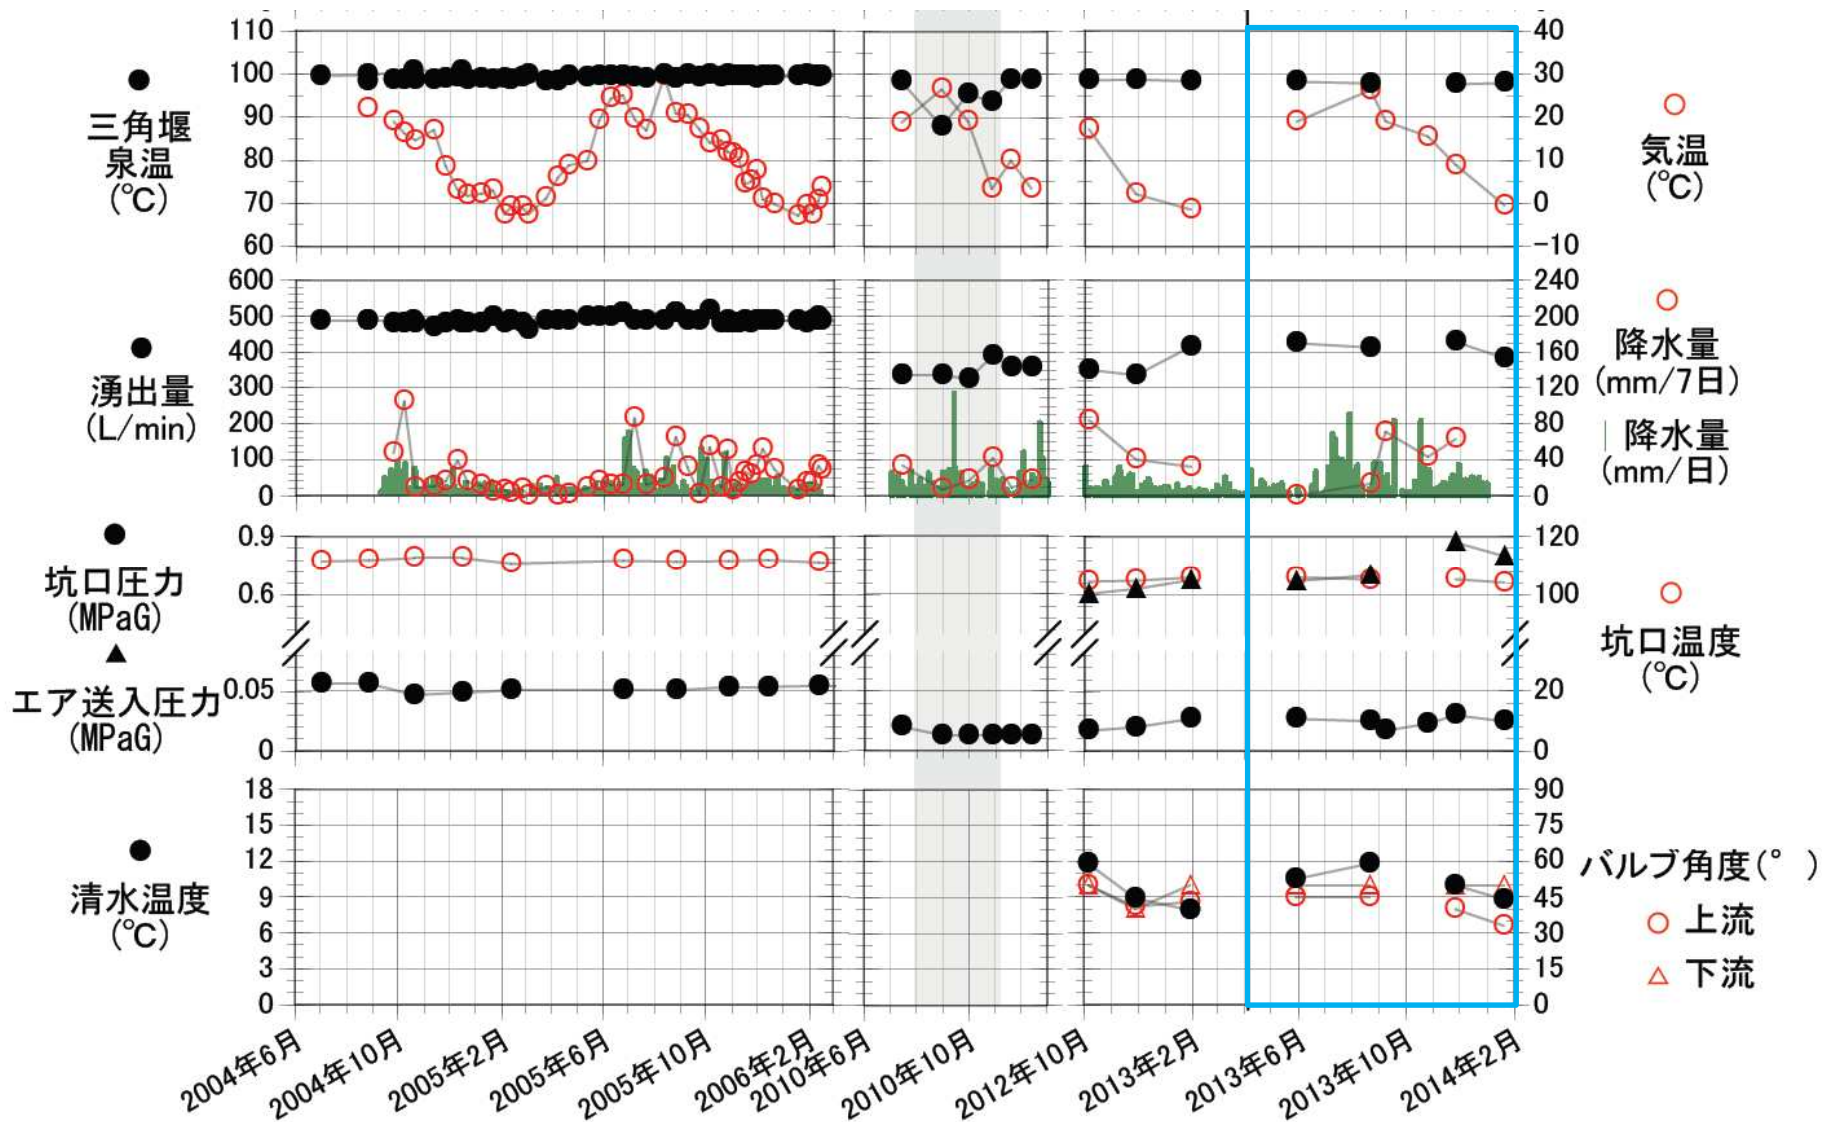 110
100
90
80
70
60
三角堰
泉温
(℃)
40
30
20
10
0
-10
気温
(℃)
600
500
400
300
200
100
0
湧出量
(L/min)
240
200
160
120
80
40
0
降水量
(mm/7日)
降水量
(mm/日)
0.9
0.6
0.05
0
坑口圧力
(MPaG)
エア送入圧力
(MPaG)
120
100
20
0
坑口温度
(℃)
18
15
12
9
6
3
0
清水温度
(℃)
90
75
60
45
30
15
0
バルブ角度(°)
上流
下流
2004年6月
2004年10月
2005年2月
2005年6月
2005年10月
2006年2月
2010年6月
2010年10月
2012年10月
2013年2月
2013年6月
2013年10月
2014年2月